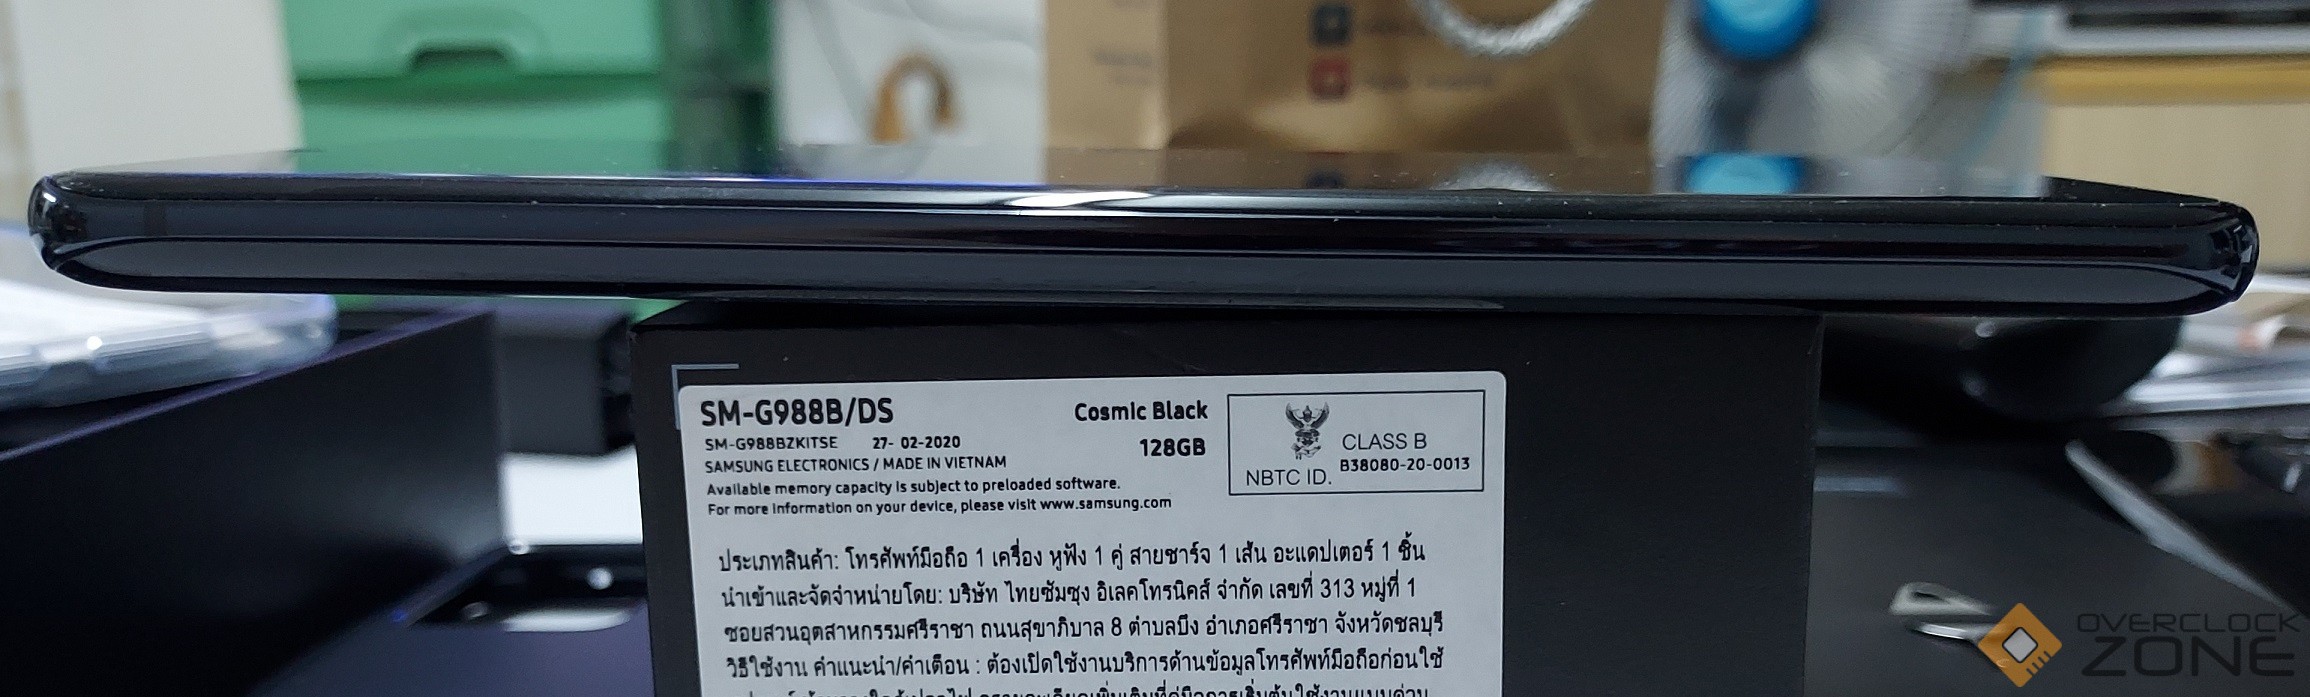 SM-G988B/DS
Cosmic Black
SM-G988BZKITSE 27- 02-2020
128GB
SAMSUNG ELECTRONICS / MADE IN VIETNAM
Available memory capacity is subject to preloaded software.
For more information on your device, please visit www.samsung.com
CLASS B
NBTC ID. B38080-20-0013
ประเภทสินค้า: โทรศัพท์มือถือ 1 เครื่อง หูฟัง 1 คู่ สายชาร์จ 1 เส้น อะแดปเตอร์ 1 ชิ้น
นำเข้าและจัดจำหน่ายโดย: บริษัท ไทยซัมซุง อิเลคโทรนิคส์ จำกัด เลขที่ 313 หมู่ที่ 1
ซอยสวนอุตสาหกรรมศรีราชา ถนนสุขาภิบาล 8 ตำบลบึง อำเภอศรีราชา จังหวัดชลบุรี
วิธีใช้งาน คำแนะนำ/คำเตือน : ต้องเปิดใช้งานบริการด้านข้อมูลโทรศัพท์มือถือก่อนใช้
OVERCLOCK
ZONE